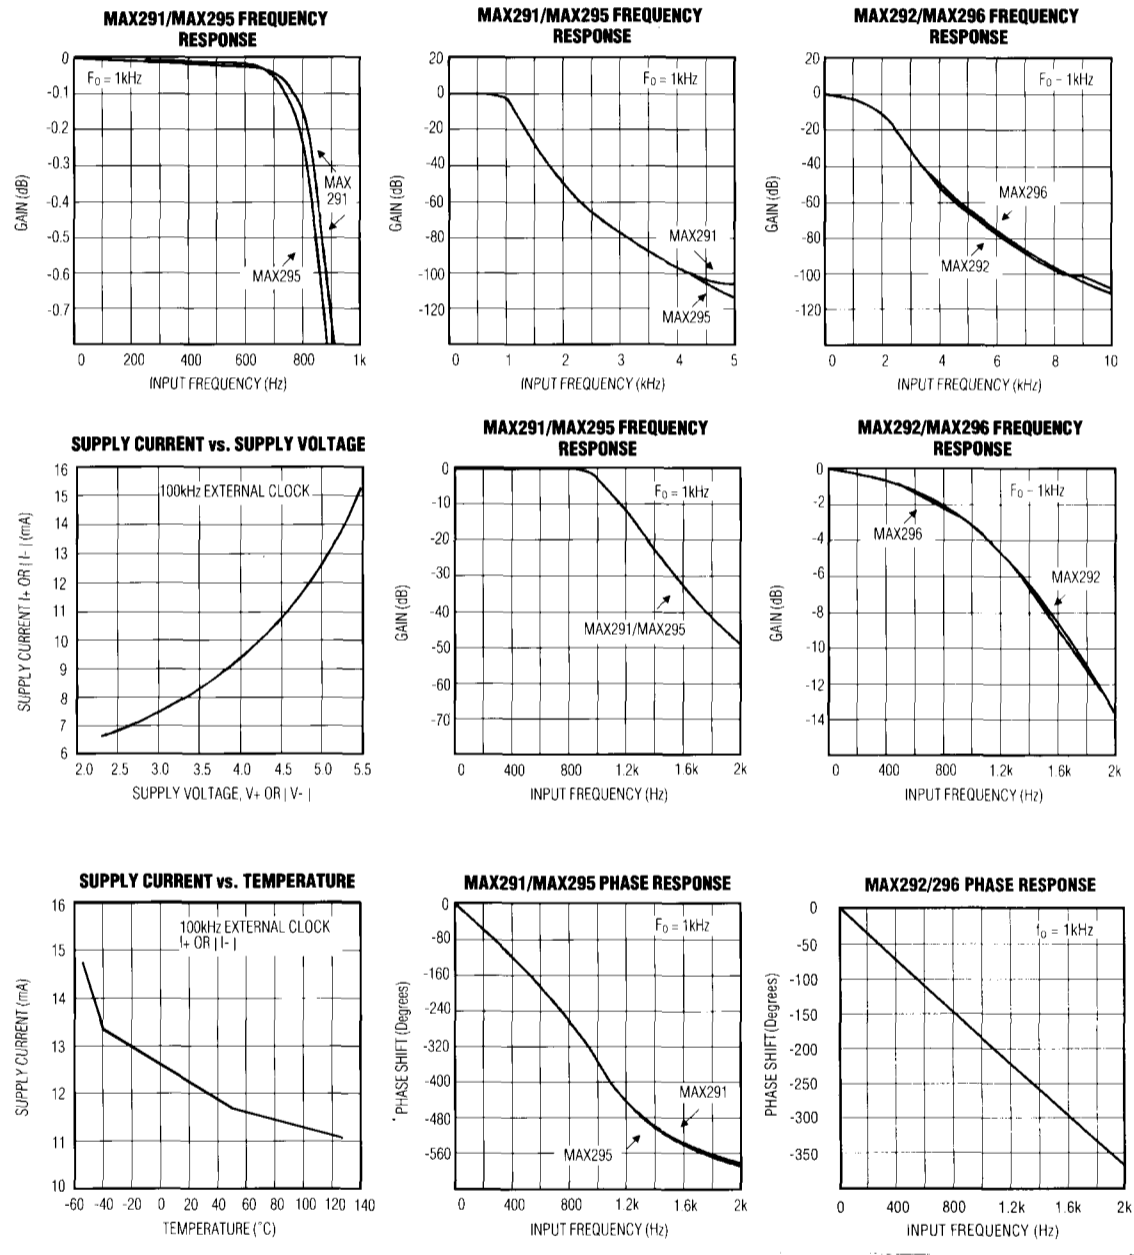 MAX291/MAX295 FREQUENCY
RESPONSE
0
-0.1
-0.2
-0.3
-0.4
-0.5
-0.6
-0.7
GAIN (dB)
F₀ = 1kHz
MAX
291
MAX295
0 200 400 600 800 1k
INPUT FREQUENCY (Hz)
MAX291/MAX295 FREQUENCY
RESPONSE
20
0
-20
-40
-60
-80
-100
-120
GAIN (dB)
F₀ = 1kHz
MAX291
MAX295
0 1 2 3 4 5
INPUT FREQUENCY (kHz)
MAX292/MAX296 FREQUENCY
RESPONSE
20
0
-20
-40
-60
-80
-100
-120
GAIN (dB)
F₀ - 1kHz
MAX296
MAX292
0 2 4 6 8 10
INPUT FREQUENCY (kHz)
SUPPLY CURRENT vs. SUPPLY VOLTAGE
16
15
14
13
12
11
10
9
8
7
6
SUPPLY CURRENT I+ OR | I- | (mA)
100kHz EXTERNAL CLOCK
2.0 2.5 3.0 3.5 4.0 4.5 5.0 5.5
SUPPLY VOLTAGE, V+ OR | V- |
MAX291/MAX295 FREQUENCY
RESPONSE
0
-10
-20
-30
-40
-50
-60
-70
GAIN (dB)
F₀ = 1kHz
MAX291/MAX295
0 400 800 1.2k 1.6k 2k
INPUT FREQUENCY (Hz)
MAX292/MAX296 FREQUENCY
RESPONSE
0
-2
-4
-6
-8
-10
-12
-14
GAIN (dB)
F₀ - 1kHz
MAX296
MAX292
0 400 800 1.2k 1.6k 2k
INPUT FREQUENCY (Hz)
SUPPLY CURRENT vs. TEMPERATURE
16
15
14
13
12
11
10
SUPPLY CURRENT (mA)
100kHz EXTERNAL CLOCK
I+ OR | I- |
-60 -40 -20 0 20 40 60 80 100 120 140
TEMPERATURE (˚C)
MAX291/MAX295 PHASE RESPONSE
0
-80
-160
-240
-320
-400
-480
-560
PHASE SHIFT (Degrees)
F₀ = 1kHz
MAX291
MAX295
0 400 800 1.2k 1.6k 2k
INPUT FREQUENCY (Hz)
MAX292/296 PHASE RESPONSE
0
-50
-100
-150
-200
-250
-300
-350
PHASE SHIFT (Degrees)
f₀ = 1kHz
0 400 800 1.2k 1.6k 2k
INPUT FREQUENCY (Hz)